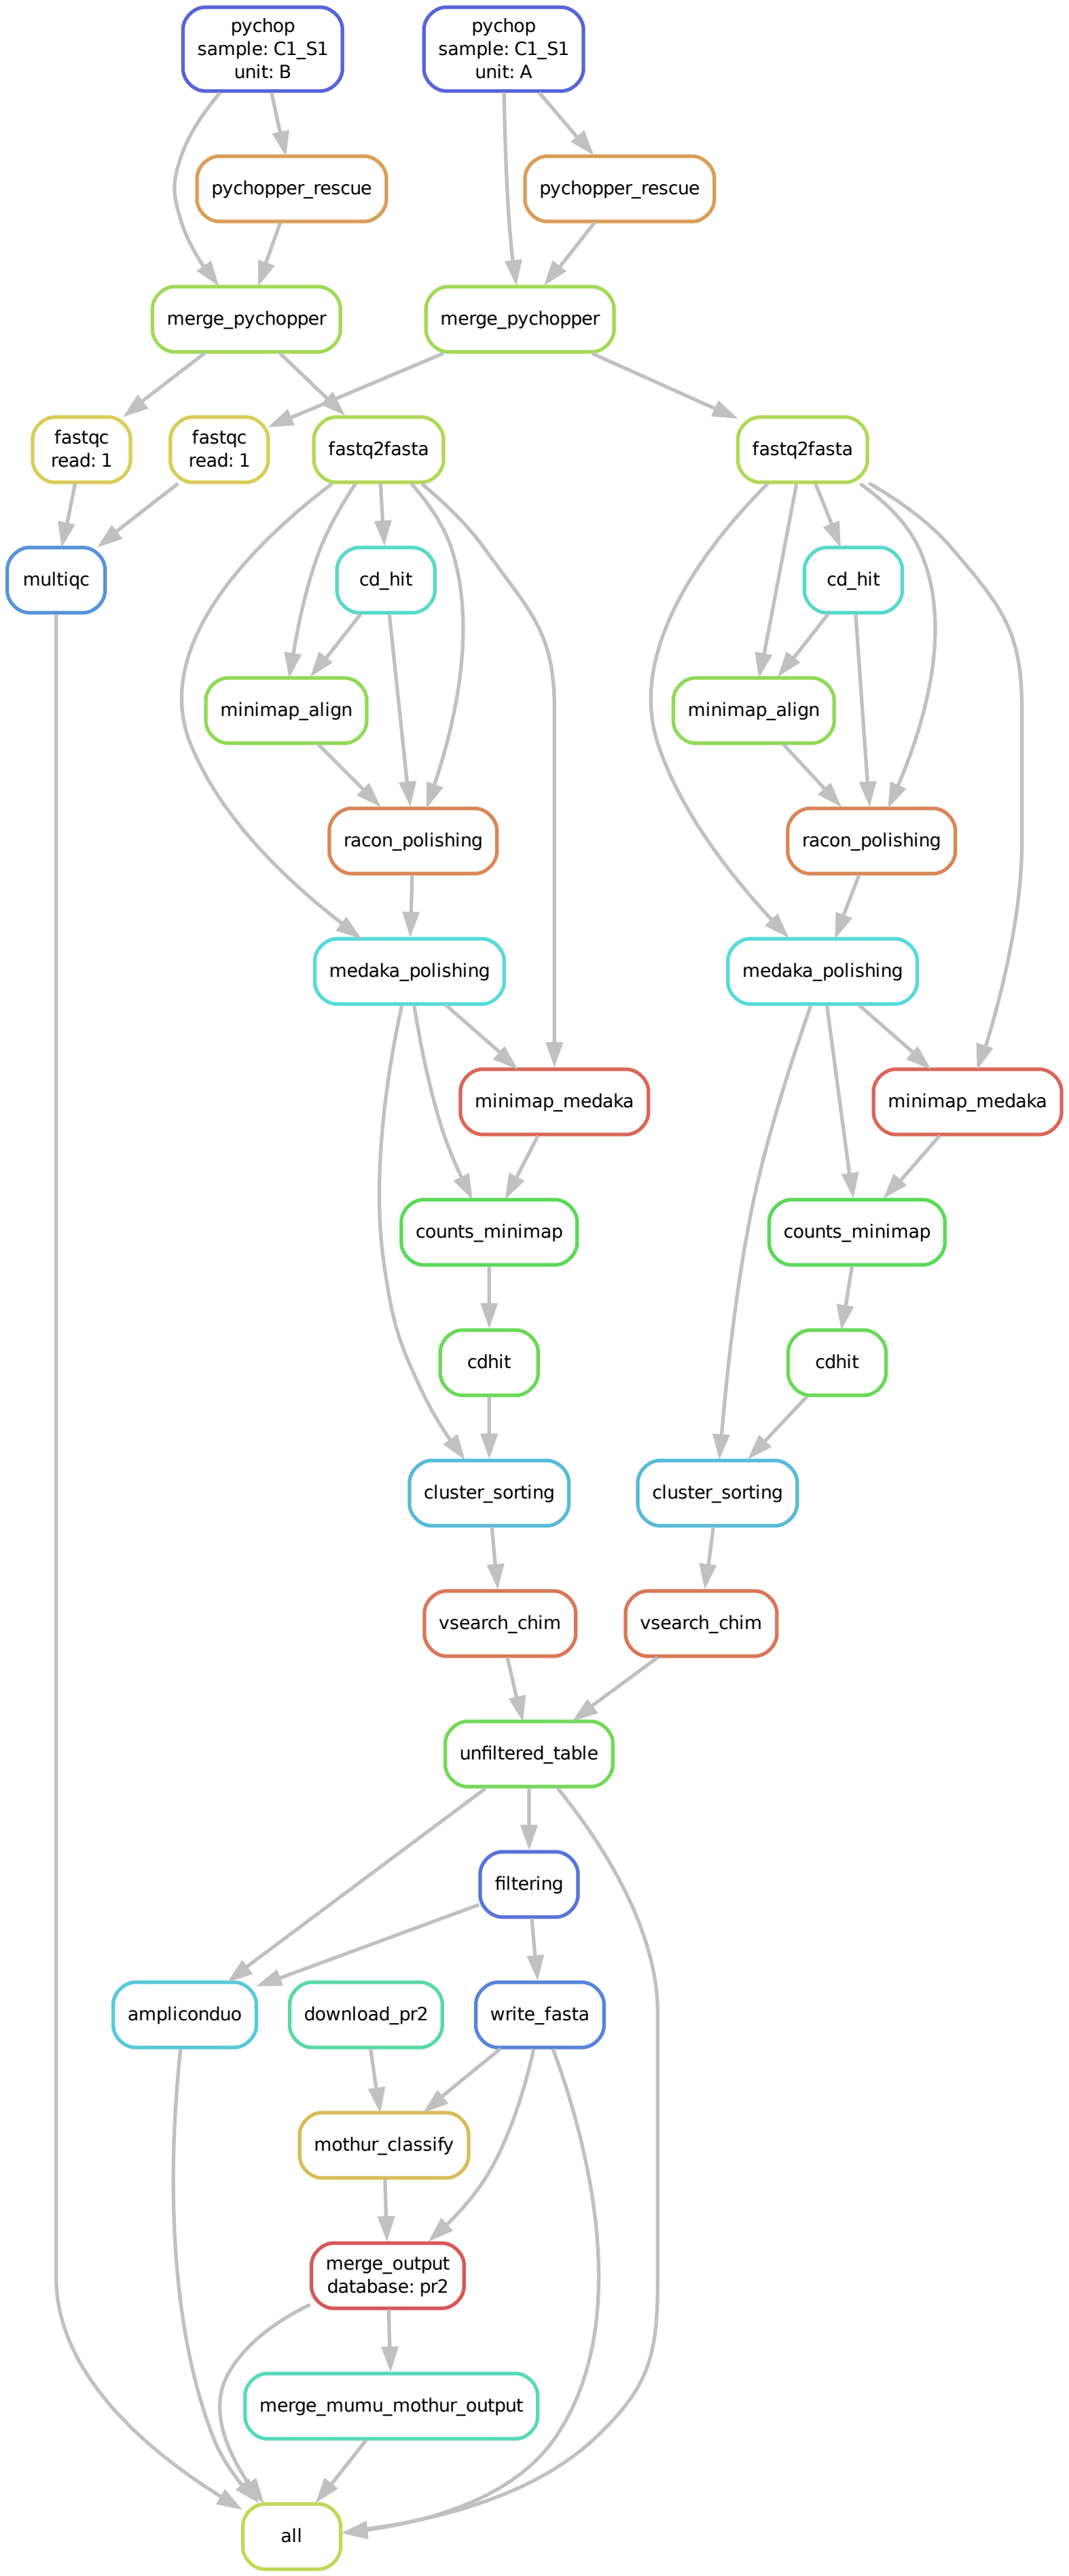 pychop
sample: C1_S1
unit: B
pychop
sample: C1_S1
unit: A
pychopper_rescue
pychopper_rescue
merge_pychopper
merge_pychopper
fastqc
read: 1
fastqc
read: 1
fastq2fasta
fastq2fasta
multiqc
cd_hit
cd_hit
minimap_align
minimap_align
racon_polishing
racon_polishing
medaka_polishing
medaka_polishing
minimap_medaka
minimap_medaka
counts_minimap
counts_minimap
cdhit
cdhit
cluster_sorting
cluster_sorting
vsearch_chim
vsearch_chim
unfiltered_table
filtering
ampliconduo
download_pr2
write_fasta
mothur_classify
merge_output
database: pr2
merge_mumu_mothur_output
all